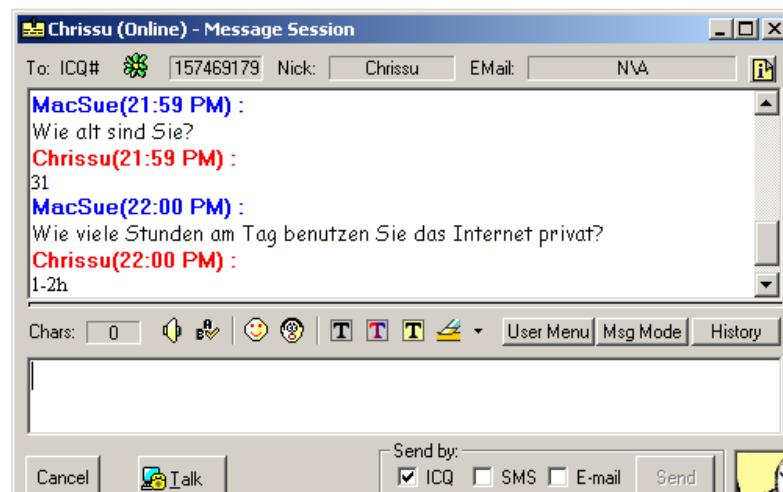 Chrissu (Online) - Message Session
To: ICQ# 157469179 Nick: Chrissu EMail: N\A
MacSue(21:59 PM) :
Wie alt sind Sie?
Chrissu(21:59 PM) :
31
MacSue(22:00 PM) :
Wie viele Stunden am Tag benutzen Sie das Internet privat?
Chrissu(22:00 PM) :
1-2h
Chars: 0 T T T User Menu Msg Mode History
Send by:
Cancel Talk ICQ SMS E-mail Send